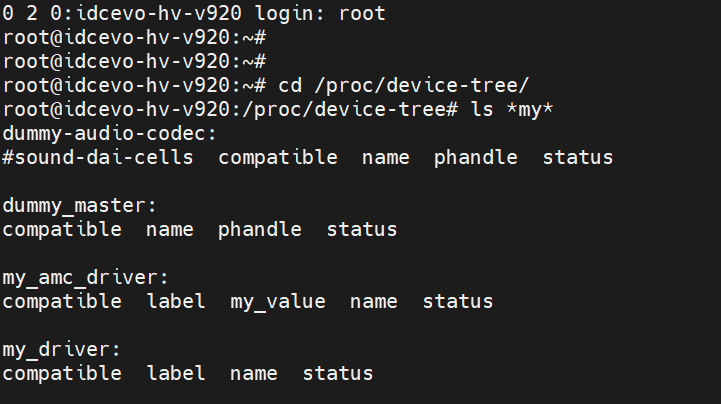 0 2 0:idcevo-hv-v920 login: root
root@idcevo-hv-v920:~#
root@idcevo-hv-v920:~#
root@idcevo-hv-v920:~# cd /proc/device-tree/
root@idcevo-hv-v920:/proc/device-tree# ls *my*
dummy-audio-codec:
#sound-dai-cells  compatible  name  phandle  status

dummy_master:
compatible  name  phandle  status

my_amc_driver:
compatible  label  my_value  name  status

my_driver:
compatible  label  name  status